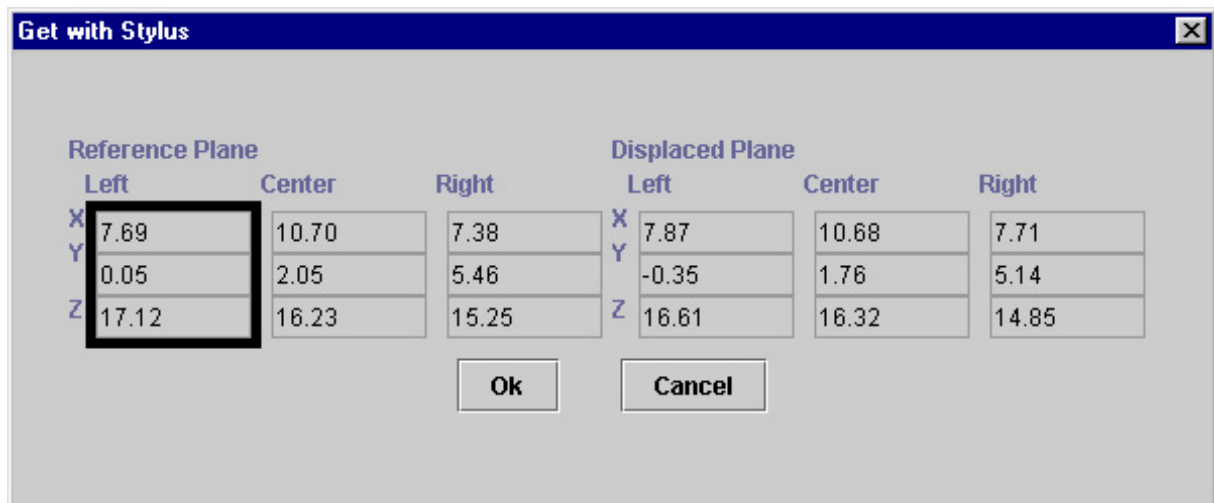 Get with Stylus
Reference Plane Displaced Plane
Left Center Right Left Center Right
X 7.69 10.70 7.38 X 7.87 10.68 7.71
Y 0.05 2.05 5.46 Y -0.35 1.76 5.14
Z 17.12 16.23 15.25 Z 16.61 16.32 14.85
Ok Cancel